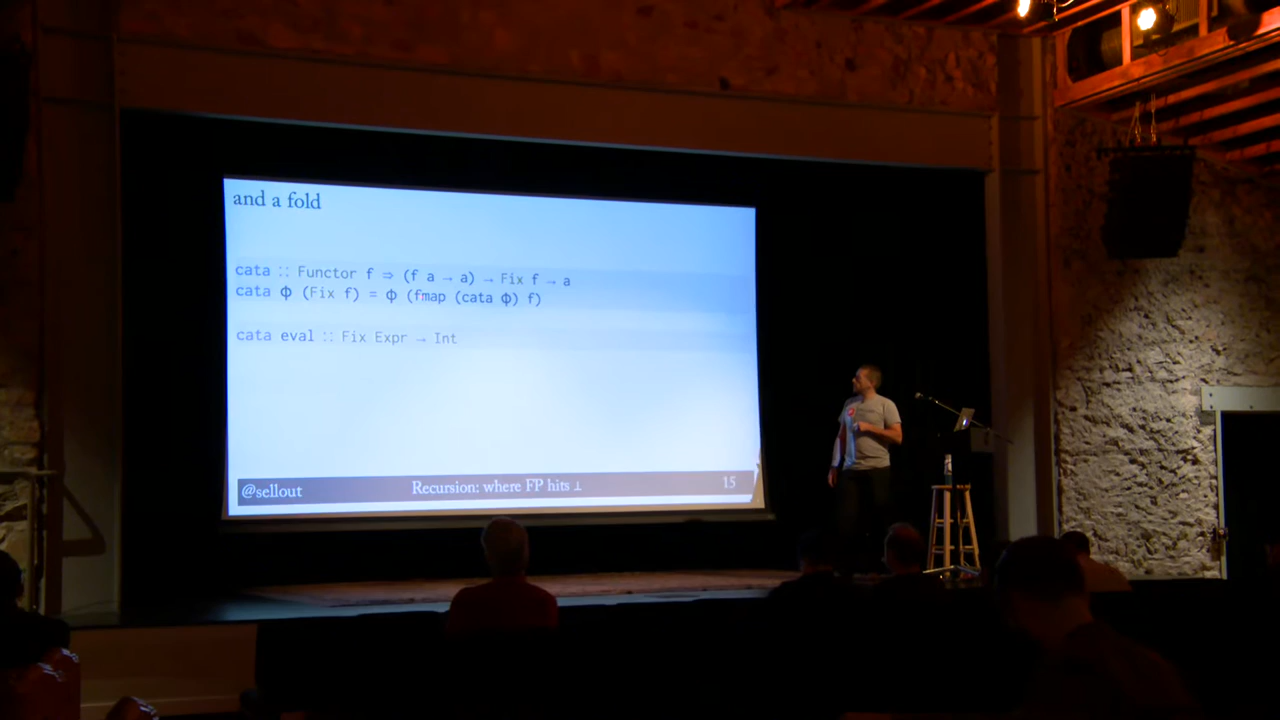 and a fold
cata :: Functor f ⇒ (f a → a) → Fix f → a
cata Φ (Fix f) = Φ (fmap (cata Φ) f)
cata eval :: Fix Expr → Int
@sellout
Recursion: where FP hits ⊥
15